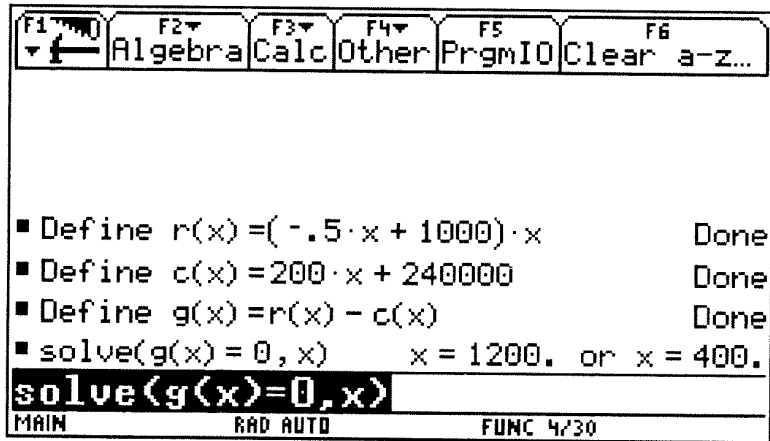 F1 F2 F3 F4 F5 F6
Algebra Calc Other PrgmIO Clear a-z…
▪ Define r(x)=(⁻.5·x + 1000)·x Done
▪ Define c(x)=200·x + 240000 Done
▪ Define g(x)=r(x) - c(x) Done
▪ solve(g(x) = 0, x) x = 1200. or x = 400.
solve(g(x)=0,x)
MAIN RAD AUTO FUNC 4/30